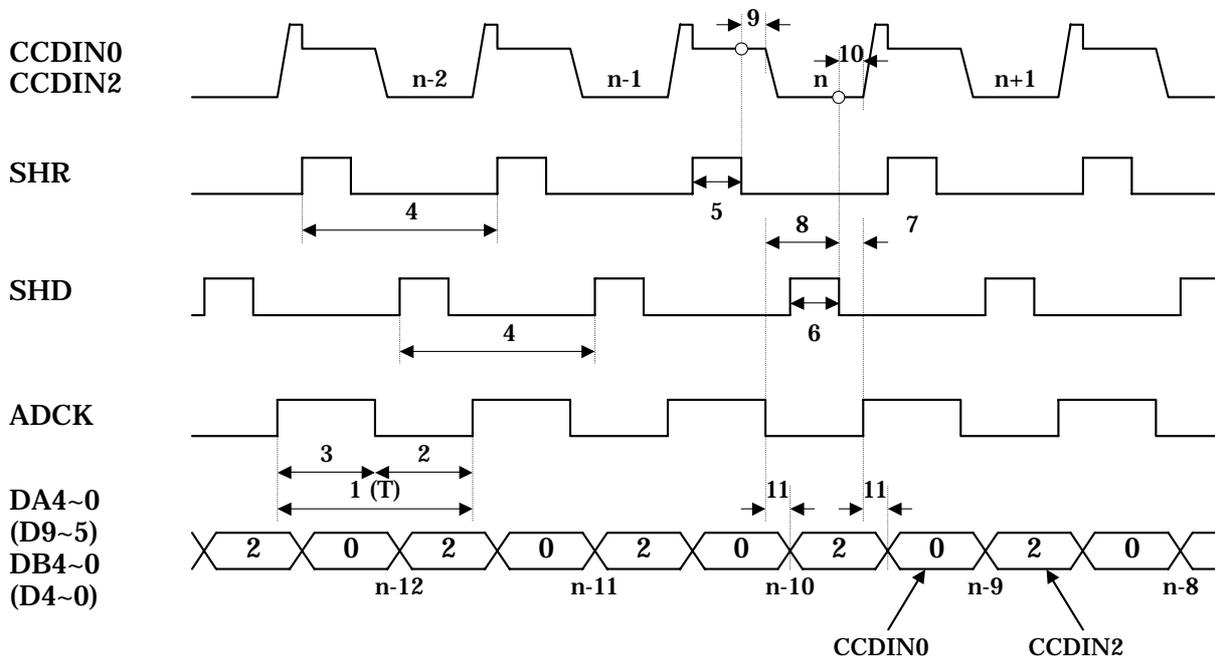 9
CCDIN0
CCDIN2
n-2
n-1
n
10
n+1
SHR
4
5
8
7
SHD
4
6
ADCK
3
2
1 (T)
11
11
DA4~0
(D9~5)
DB4~0
(D4~0)
2
0
2
0
2
0
2
0
2
0
n-12
n-11
n-10
n-9
n-8
CCDIN0
CCDIN2